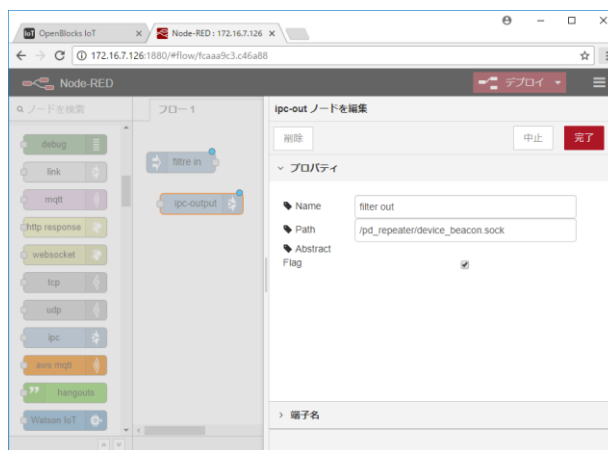 OpenBlocks IoT
Node-RED : 172.16.7.126
172.16.7.126:1880/#flow/fcaaa9c3.c46a88
Node-RED
デプロイ
ノードを検索
フロー 1
ipc-out ノードを編集
削除
中止
完了
プロパティ
debug
link
mqtt
http response
websocket
tcp
udp
ipc
aws mqtt
hangouts
Watson IoT
filtre in
ipc-output
Name
filter out
Path
/pd_repeater/device_beacon.sock
Abstract
Flag
端子名